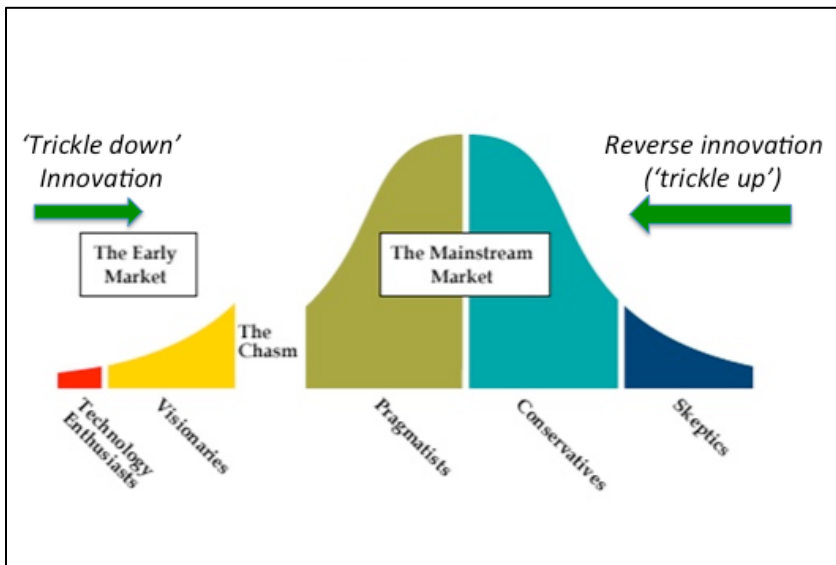 ‘Trickle down’
Innovation
Reverse innovation
(‘trickle up’)
The Early
Market
The Mainstream
Market
The
Chasm
Technology
Enthusiasts
Visionaries
Pragmatists
Conservatives
Skeptics